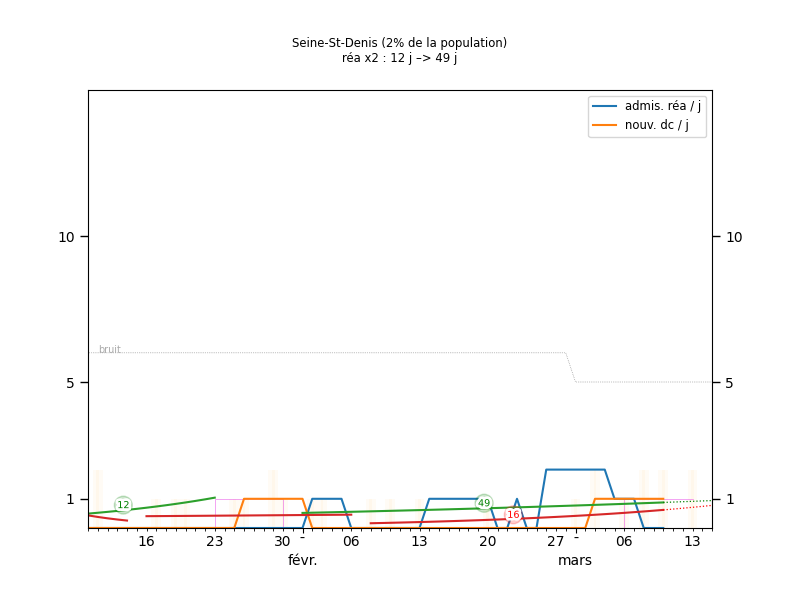 Seine-St-Denis (2% de la population)
réa x2 : 12 j –> 49 j
admis. réa / j
nouv. dc / j
10 10
bruit
5 5
12 49 16
1 1
16 23 30 - 06 13 20 27 - 06 13
févr. mars